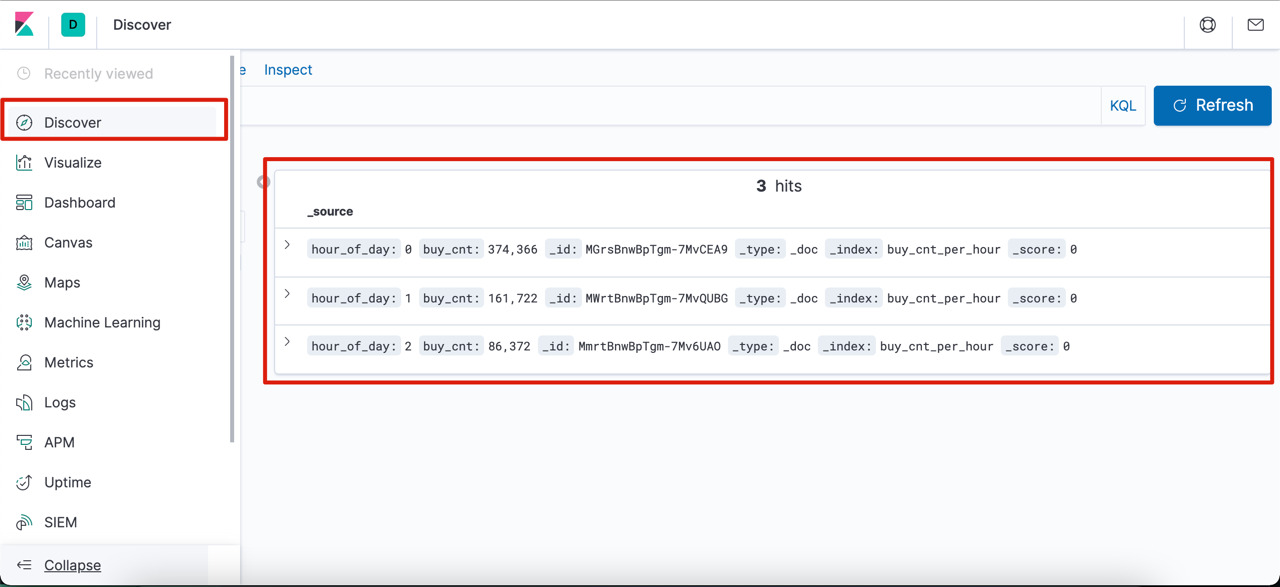 D Discover
Recently viewed
Discover
Visualize
Dashboard
Canvas
Maps
Machine Learning
Metrics
Logs
APM
Uptime
SIEM
Collapse
e Inspect
KQL Refresh
3 hits
_source
hour_of_day: 0 buy_cnt: 374,366 _id: MGrsBnwBpTgm-7MvCEA9 _type: _doc _index: buy_cnt_per_hour _score: 0
hour_of_day: 1 buy_cnt: 161,722 _id: MWrtBnwBpTgm-7MvQUBG _type: _doc _index: buy_cnt_per_hour _score: 0
hour_of_day: 2 buy_cnt: 86,372 _id: MmrtBnwBpTgm-7Mv6UAO _type: _doc _index: buy_cnt_per_hour _score: 0